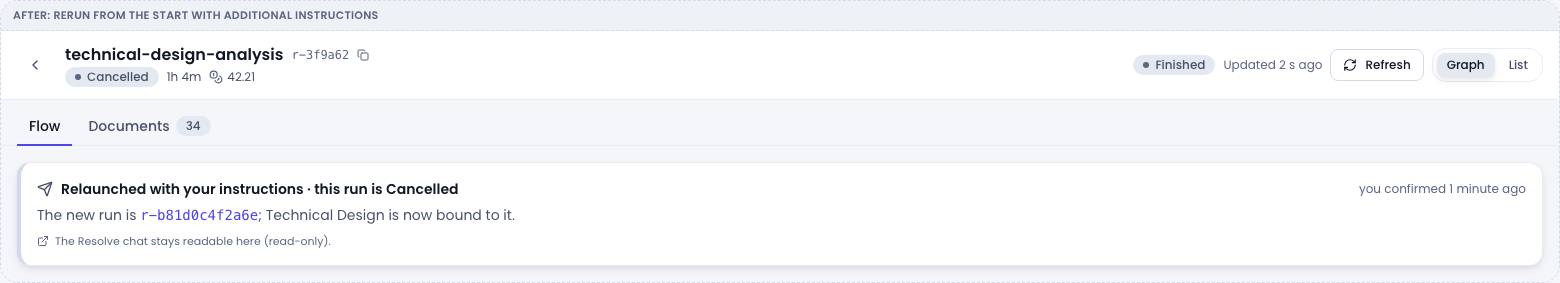 AFTER: RERUN FROM THE START WITH ADDITIONAL INSTRUCTIONS
technical-design-analysis r-3f9a62
Cancelled 1h 4m 42.21
Finished Updated 2 s ago Refresh Graph List
Flow Documents 34
Relaunched with your instructions · this run is Cancelled you confirmed 1 minute ago
The new run is r-b81d0c4f2a6e; Technical Design is now bound to it.
The Resolve chat stays readable here (read-only).